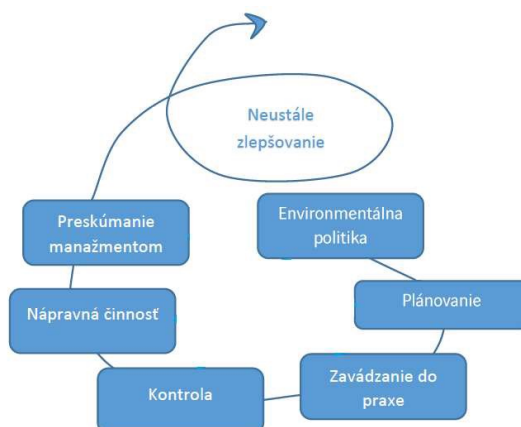 Neustále
zlepšovanie
Preskúmanie
manažmentom
Environmentálna
politika
Nápravná činnosť
Plánovanie
Kontrola
Zavádzanie do
praxe